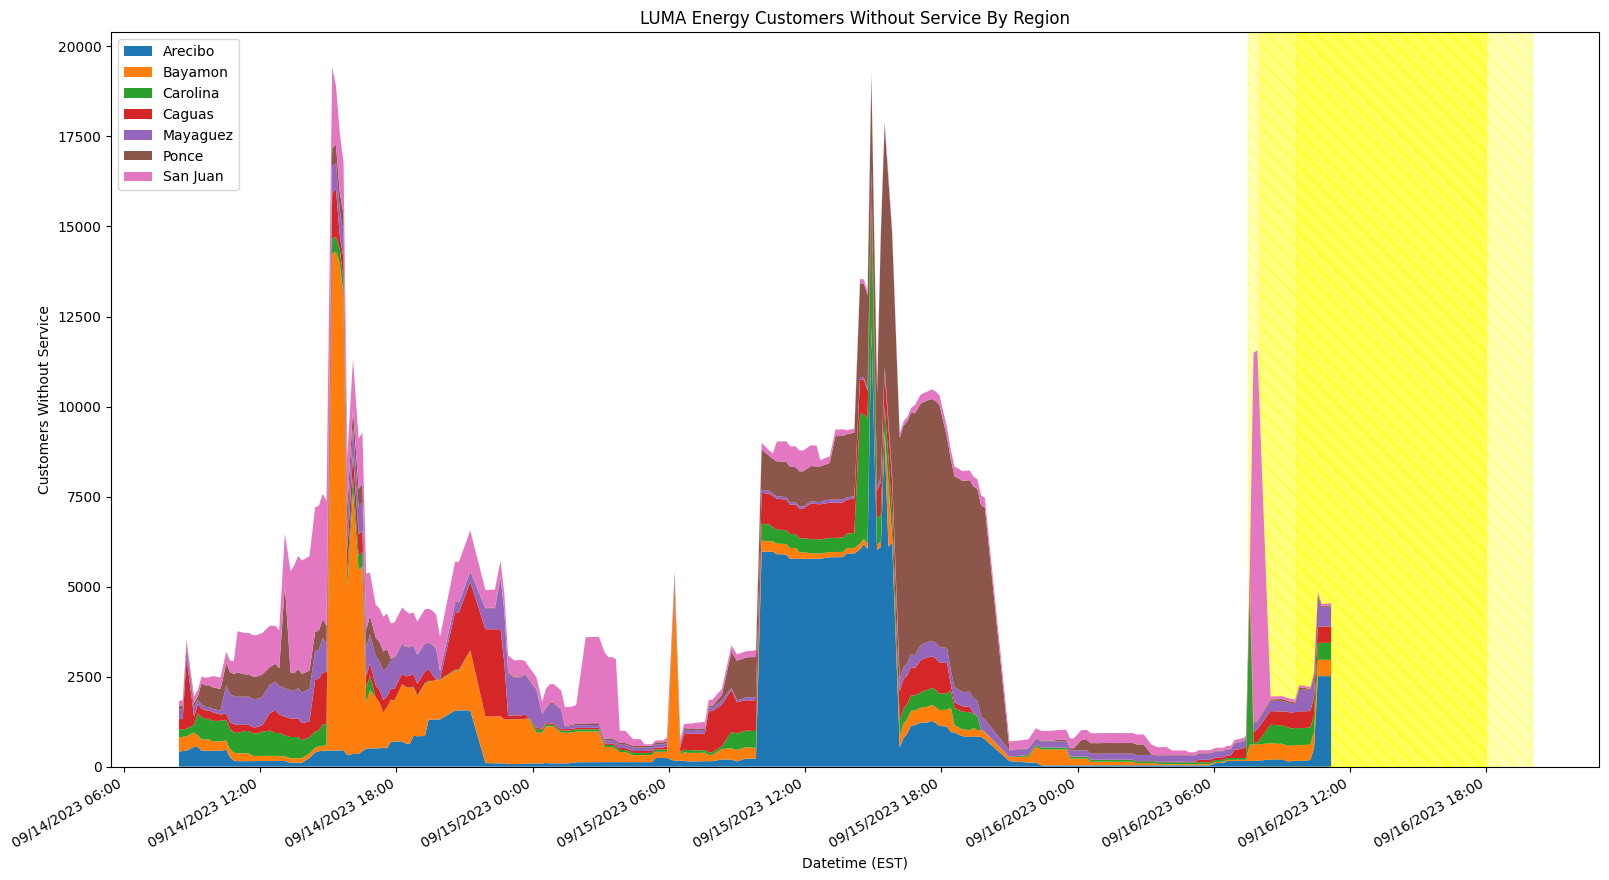 LUMA Energy Customers Without Service By Region
Arecibo
Bayamon
Carolina
Caguas
Mayaguez
Ponce
San Juan
Customers Without Service
20000
17500
15000
12500
10000
7500
5000
2500
0
09/14/2023 06:00
09/14/2023 12:00
09/14/2023 18:00
09/15/2023 00:00
09/15/2023 06:00
09/15/2023 12:00
09/15/2023 18:00
09/16/2023 00:00
09/16/2023 06:00
09/16/2023 12:00
09/16/2023 18:00
Datetime (EST)